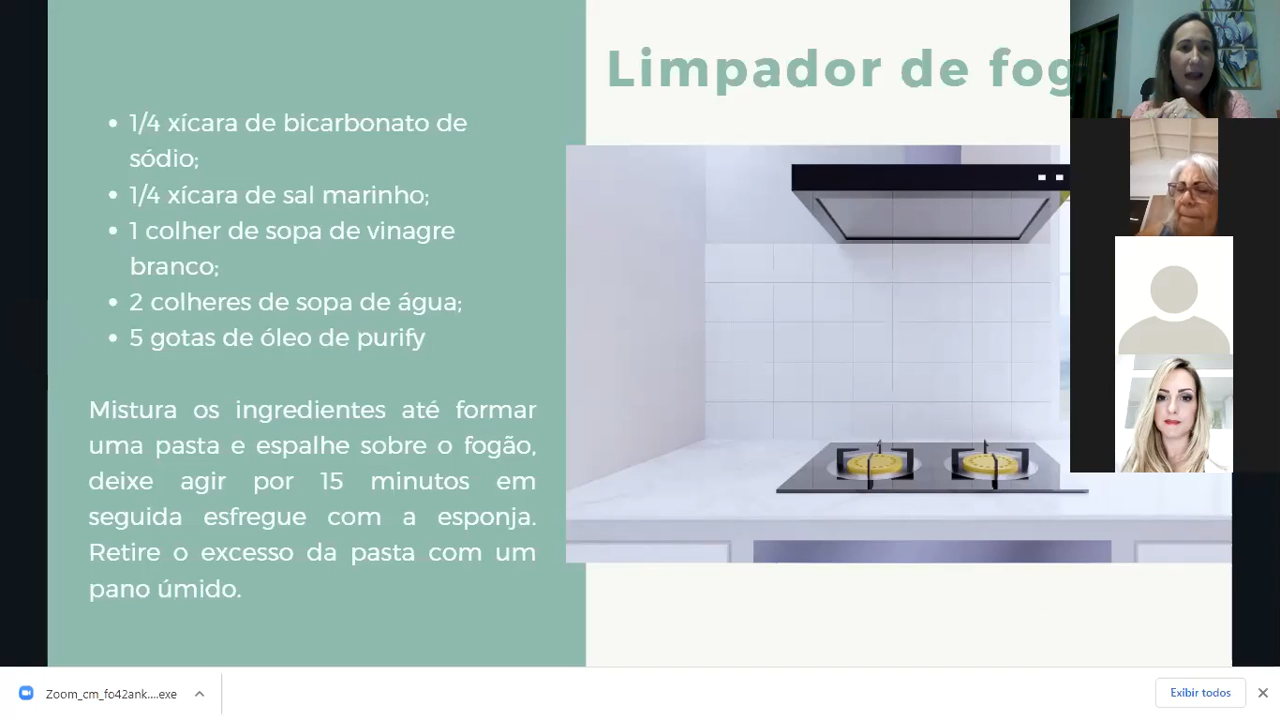 Limpador de fog
• 1/4 xícara de bicarbonato de
sódio;
• 1/4 xícara de sal marinho;
• 1 colher de sopa de vinagre
branco;
• 2 colheres de sopa de água;
• 5 gotas de óleo de purify
Mistura os ingredientes até formar
uma pasta e espalhe sobre o fogão,
deixe agir por 15 minutos em
seguida esfregue com a esponja.
Retire o excesso da pasta com um
pano úmido.
Zoom_cm_fo42ank....exe
Exibir todos